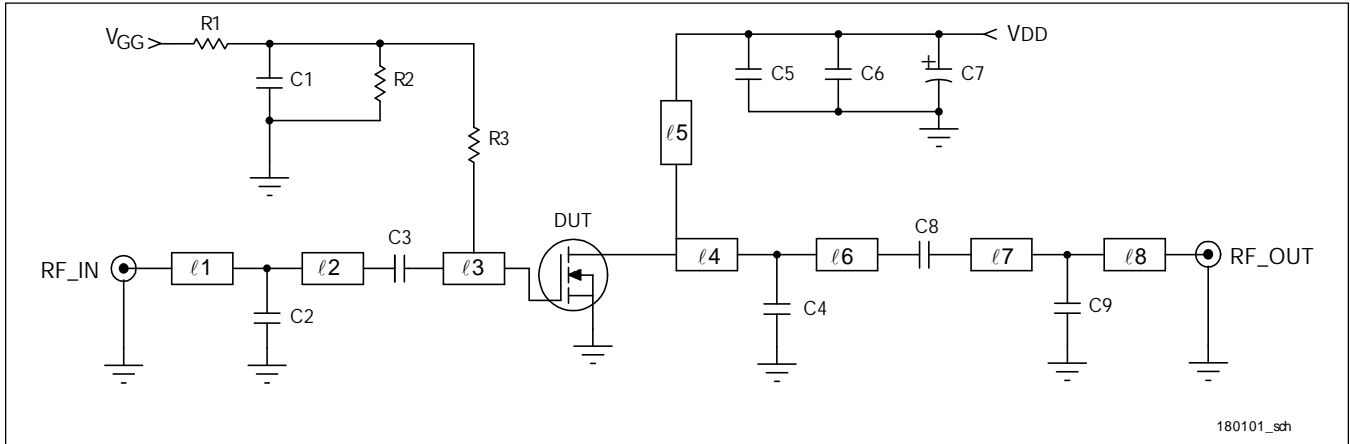 R1
VGG
VDD
C1
R2
C5
C6
+
C7
R3
ℓ5
DUT
C3
C8
RF_IN
ℓ1
ℓ2
ℓ3
ℓ4
ℓ6
ℓ7
ℓ8
RF_OUT
C2
C4
C9
180101_sch